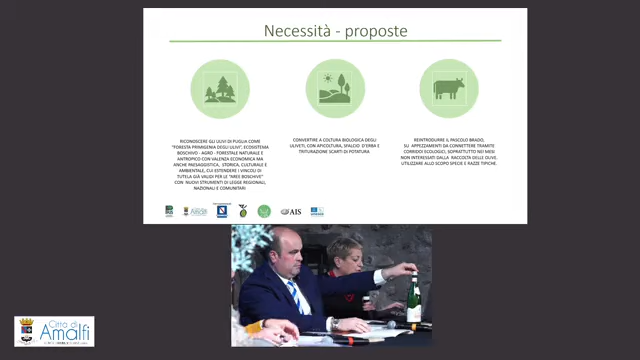 Necessità - proposte
RICONOSCERE GLI ULIVI DI PUGLIA COME
"FORESTA PRIMIGENIA DEGLI ULIVI", ECOSISTEMA
BOSCHIVO - AGRO - FORESTALE NATURALE E
ANTROPICO CON VALENZA ECONOMICA MA
ANCHE PAESAGGISTICA, STORICA, CULTURALE E
AMBIENTALE, CUI ESTENDERE I VINCOLI DI
TUTELA GIÀ VALIDI PER LE "AREE BOSCHIVE"
CON NUOVI STRUMENTI DI LEGGE REGIONALI,
NAZIONALI E COMUNITARI
CONVERTIRE A COLTURA BIOLOGICA DEGLI
ULIVETI, CON APICOLTURA, SFALCIO D'ERBA E
TRITURAZIONE SCARTI DI POTATURA
REINTRODURRE IL PASCOLO BRADO,
SU APPEZZAMENTI DA CONNETTERE TRAMITE
CORRIDOI ECOLOGICI, SOPRATTUTTO NEI MESI
NON INTERESSATI DALLA RACCOLTA DELLE OLIVE.
UTILIZZARE ALLO SCOPO SPECIE E RAZZE TIPICHE.
Amalfi
AIS
Città di
Amalfi